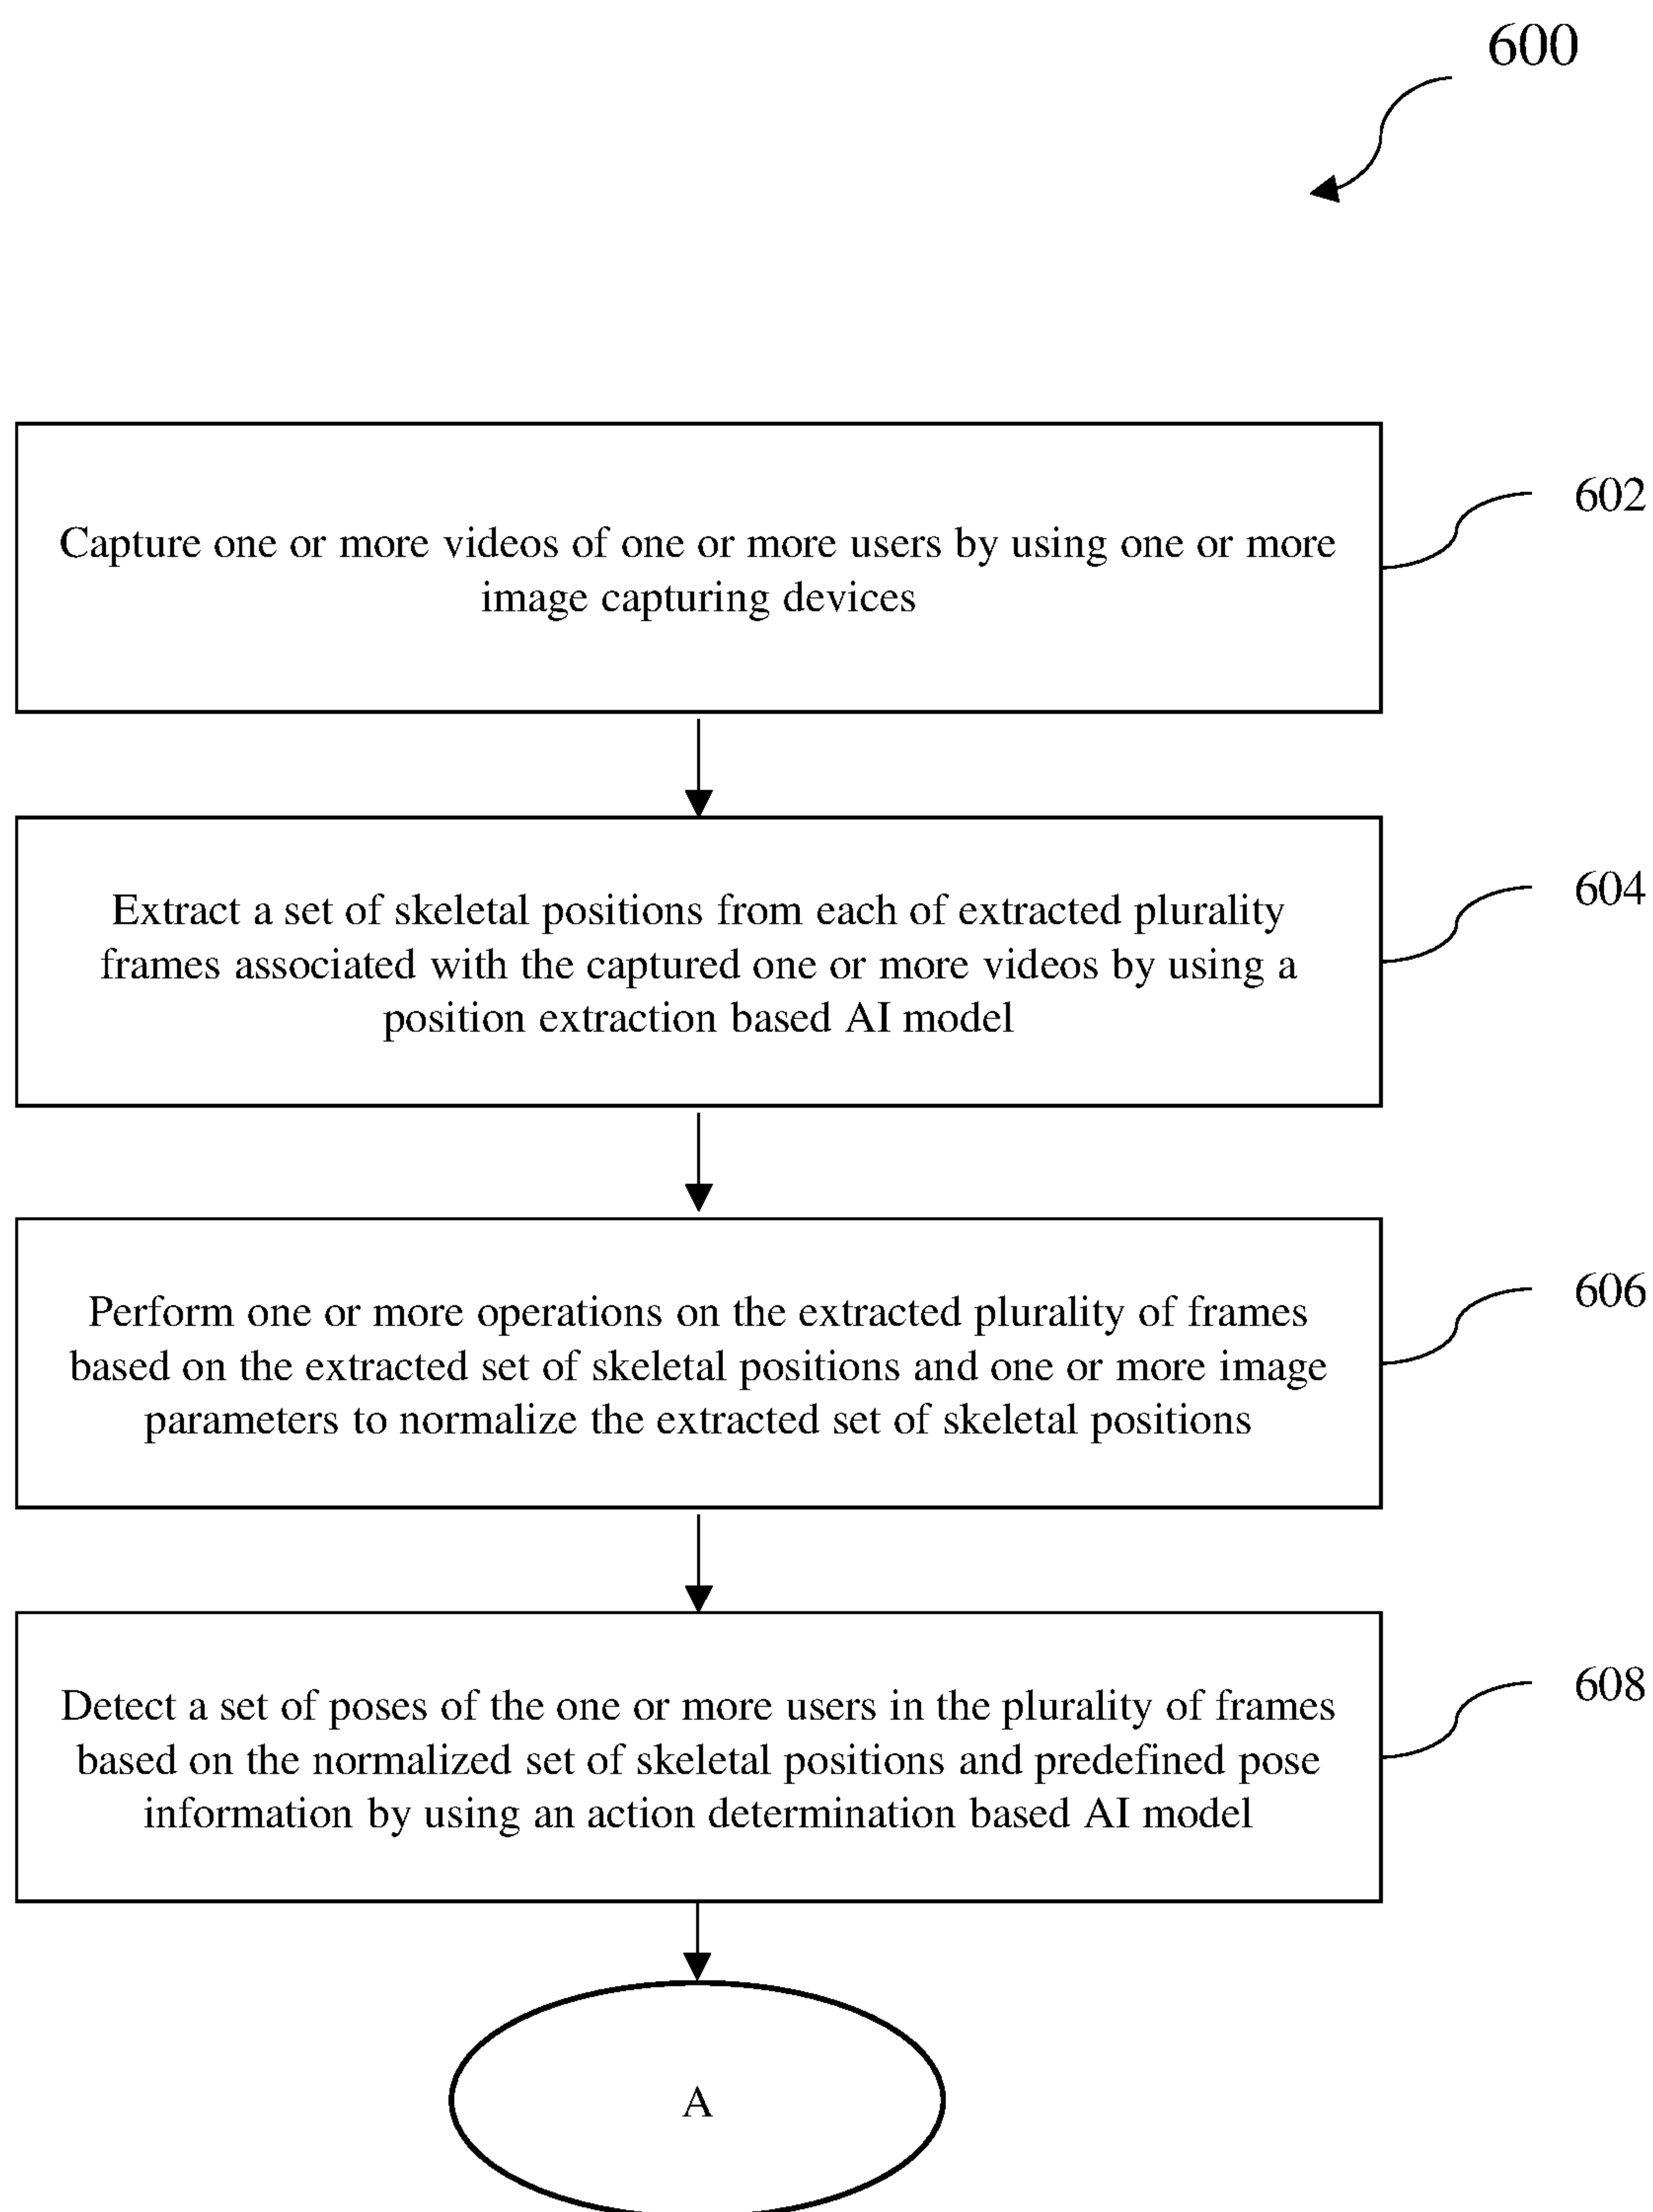 600
Capture one or more videos of one or more users by using one or more
image capturing devices
602
Extract a set of skeletal positions from each of extracted plurality
frames associated with the captured one or more videos by using a
position extraction based AI model
604
Perform one or more operations on the extracted plurality of frames
based on the extracted set of skeletal positions and one or more image
parameters to normalize the extracted set of skeletal positions
606
Detect a set of poses of the one or more users in the plurality of frames
based on the normalized set of skeletal positions and predefined pose
information by using an action determination based AI model
608
A